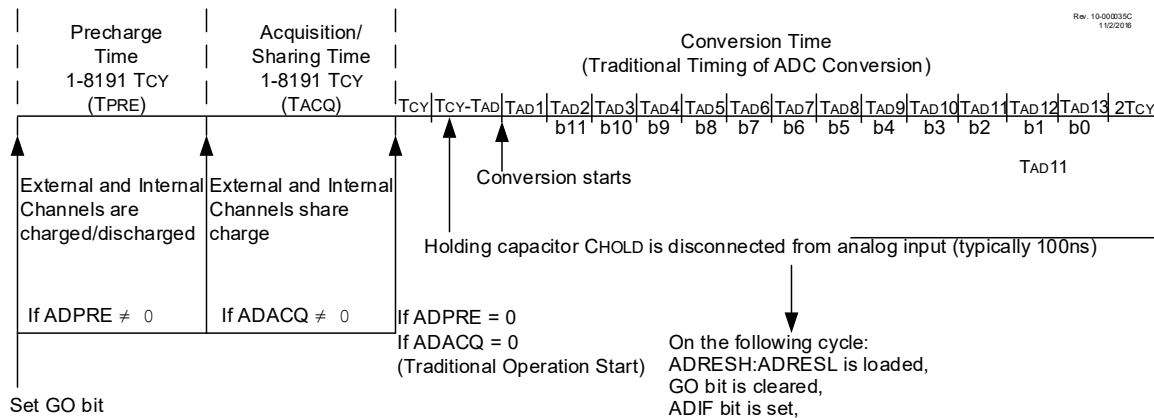 Rev. 10-000035C
11/2/2016
Precharge
Time
1-8191 TCY
(TPRE)
Acquisition/
Sharing Time
1-8191 TCY
(TACQ)
Conversion Time
(Traditional Timing of ADC Conversion)
TCY TCY-TAD TAD1 TAD2 TAD3 TAD4 TAD5 TAD6 TAD7 TAD8 TAD9 TAD10 TAD11 TAD12 TAD13 2TCY
b11 b10 b9 b8 b7 b6 b5 b4 b3 b2 b1 b0
TAD11
External and Internal
Channels are
charged/discharged
External and Internal
Channels share
charge
Conversion starts
Holding capacitor CHOLD is disconnected from analog input (typically 100ns)
If ADPRE ≠ 0
If ADACQ ≠ 0
If ADPRE = 0
If ADACQ = 0
(Traditional Operation Start)
On the following cycle:
ADRESH:ADRESL is loaded,
GO bit is cleared,
ADIF bit is set,
Set GO bit